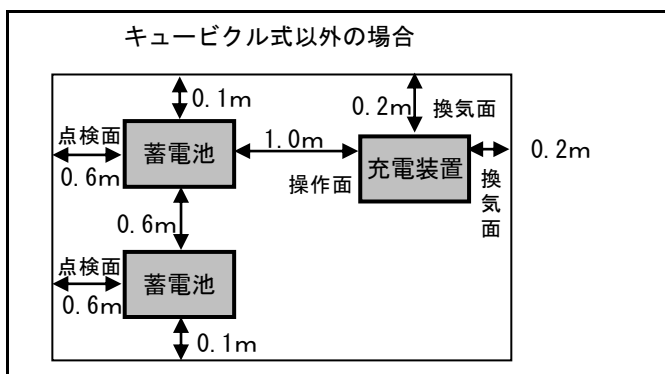 キュービクル式以外の場合
0.1m
0.2m 換気面
点検面
0.6m
蓄電池
1.0m
操作面
充電装置
0.2m
換気面
0.6m
点検面
0.6m
蓄電池
0.1m